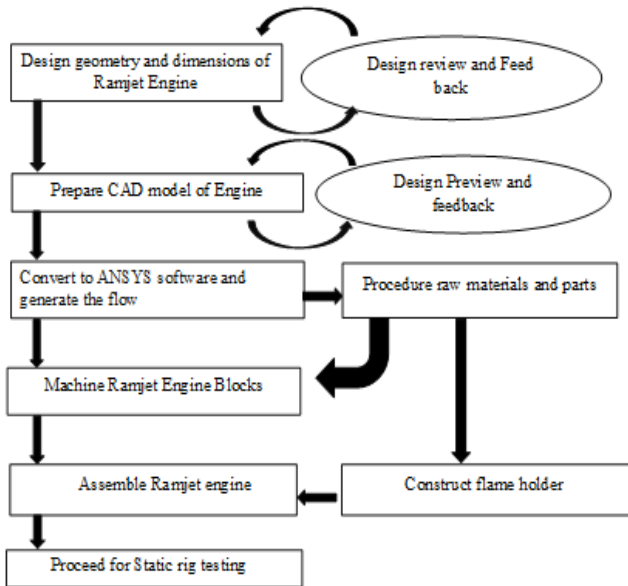 Design geometry and dimensions of
Ramjet Engine
Design review and Feed
back
Prepare CAD model of Engine
Design Preview and
feedback
Convert to ANSYS software and
generate the flow
Procedure raw materials and parts
Machine Ramjet Engine Blocks
Assemble Ramjet engine
Construct flame holder
Proceed for Static rig testing